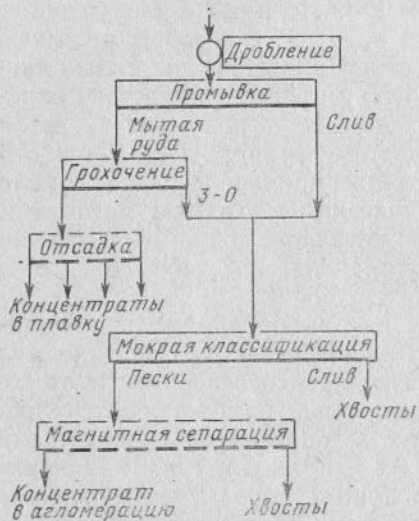 Дробление
Промывка
Мытая
руда
Слив
Грохочение
3-0
Отсадка
Концентраты
в плавку
Мокрая классификация
Пески
Слив
Хвосты
Магнитная сепарация
Концентрат
в агломерацию
Хвосты